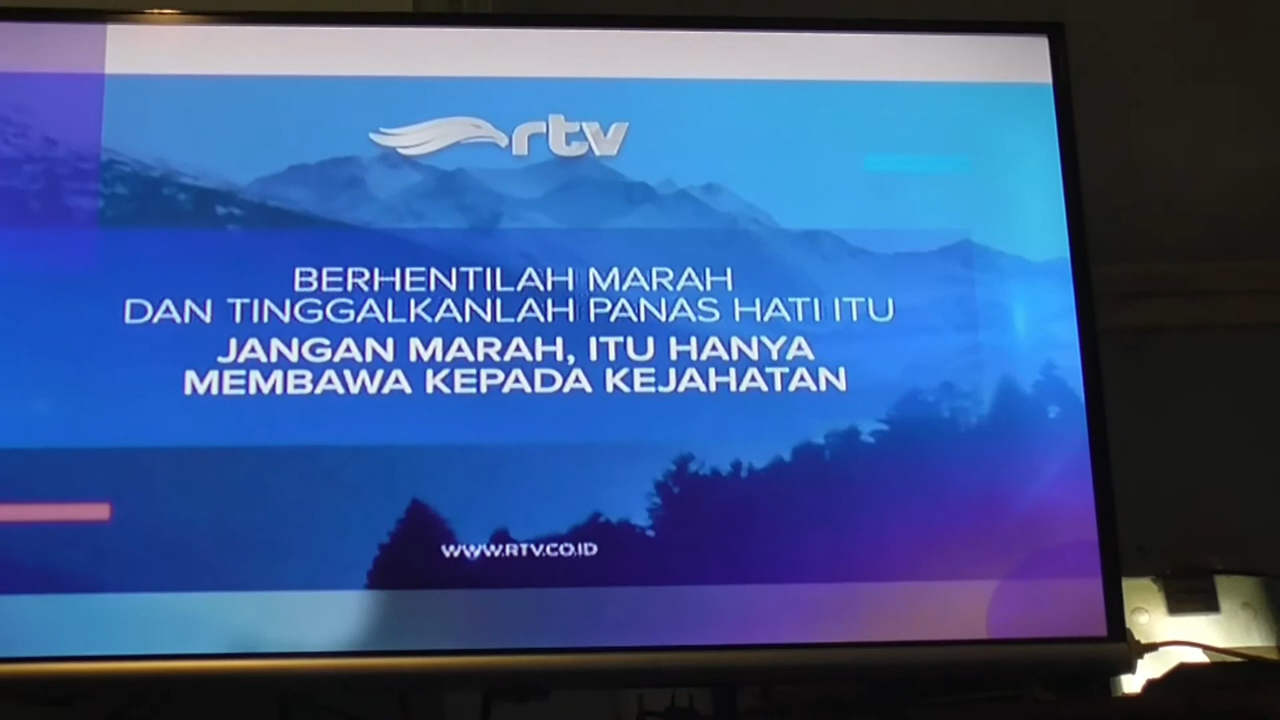 rtv
BERHENTILAH MARAH
DAN TINGGALKANLAH PANAS HATI ITU
JANGAN MARAH, ITU HANYA
MEMBAWA KEPADA KEJAHATAN
WWW.RTV.CO.ID